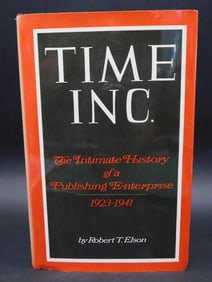 TIME
INC.
The Intimate History
of a
Publishing Enterprise
1923-1941
by Robert T. Elson